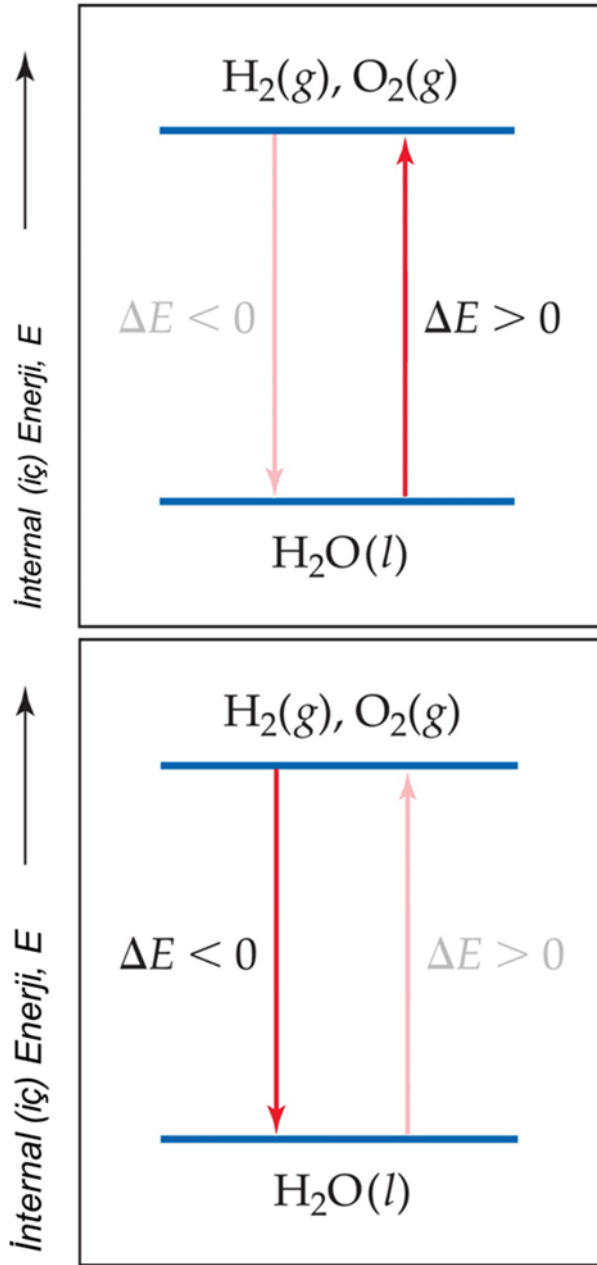 H₂(g), O₂(g)
ΔE < 0
ΔE > 0
H₂O(l)
İnternal (iç) Enerji, E
H₂(g), O₂(g)
ΔE < 0
ΔE > 0
H₂O(l)
İnternal (iç) Enerji, E